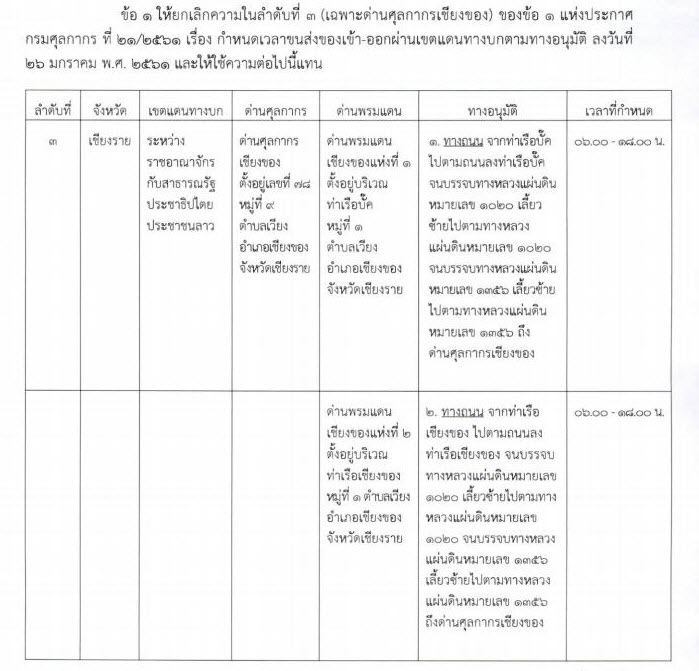 ข้อ ๑ ให้ยกเลิกความในลำดับที่ ๓ (เฉพาะด่านศุลกากรเชียงของ) ของข้อ ๑ แห่งประกาศ
กรมศุลกากร ที่ ๒๑/๒๕๖๑ เรื่อง กำหนดเวลาขนส่งของเข้า-ออกผ่านเขตแดนทางบกตามทางอนุมัติ ลงวันที่
๒๖ มกราคม พ.ศ. ๒๕๖๑ และให้ใช้ความต่อไปนี้แทน
ลำดับที่ จังหวัด เขตแดนทางบก ด่านศุลกากร ด่านพรมแดน ทางอนุมัติ เวลาที่กำหนด
๓ เชียงราย ระหว่าง ด่านศุลกากร ด่านพรมแดน ๑. ทางถนน จากท่าเรือบั๊ค ๐๖.๐๐ - ๑๘.๐๐ น.
ราชอาณาจักร เชียงของ เชียงของแห่งที่ ๑ ไปตามถนนลงท่าเรือบั๊ค
กับสาธารณรัฐ ตั้งอยู่เลขที่ ๗๘ ตั้งอยู่บริเวณ จนบรรจบทางหลวงแผ่นดิน
ประชาธิปไตย หมู่ที่ ๙ ท่าเรือบั๊ค หมายเลข ๑๐๒๐ เลี้ยว
ประชาชนลาว ตำบลเวียง หมู่ที่ ๑ ซ้ายไปตามทางหลวง
อำเภอเชียงของ ตำบลเวียง แผ่นดินหมายเลข ๑๐๒๐
จังหวัดเชียงราย อำเภอเชียงของ จนบรรจบทางหลวงแผ่นดิน
จังหวัดเชียงราย หมายเลข ๑๓๕๖ เลี้ยวซ้าย
ไปตามทางหลวงแผ่นดิน
หมายเลข ๑๓๕๖ ถึง
ด่านศุลกากรเชียงของ
ด่านพรมแดน ๒. ทางถนน จากท่าเรือ ๐๖.๐๐ - ๑๘.๐๐ น.
เชียงของแห่งที่ ๒ เชียงของ ไปตามถนนลง
ตั้งอยู่บริเวณ ท่าเรือเชียงของ จนบรรจบ
ท่าเรือเชียงของ ทางหลวงแผ่นดินหมายเลข
หมู่ที่ ๑ ตำบลเวียง ๑๐๒๐ เลี้ยวซ้ายไปตามทาง
อำเภอเชียงของ หลวงแผ่นดินหมายเลข
จังหวัดเชียงราย ๑๐๒๐ จนบรรจบทางหลวง
แผ่นดินหมายเลข ๑๓๕๖
เลี้ยวซ้ายไปตามทางหลวง
แผ่นดินหมายเลข ๑๓๕๖
ถึงด่านศุลกากรเชียงของ